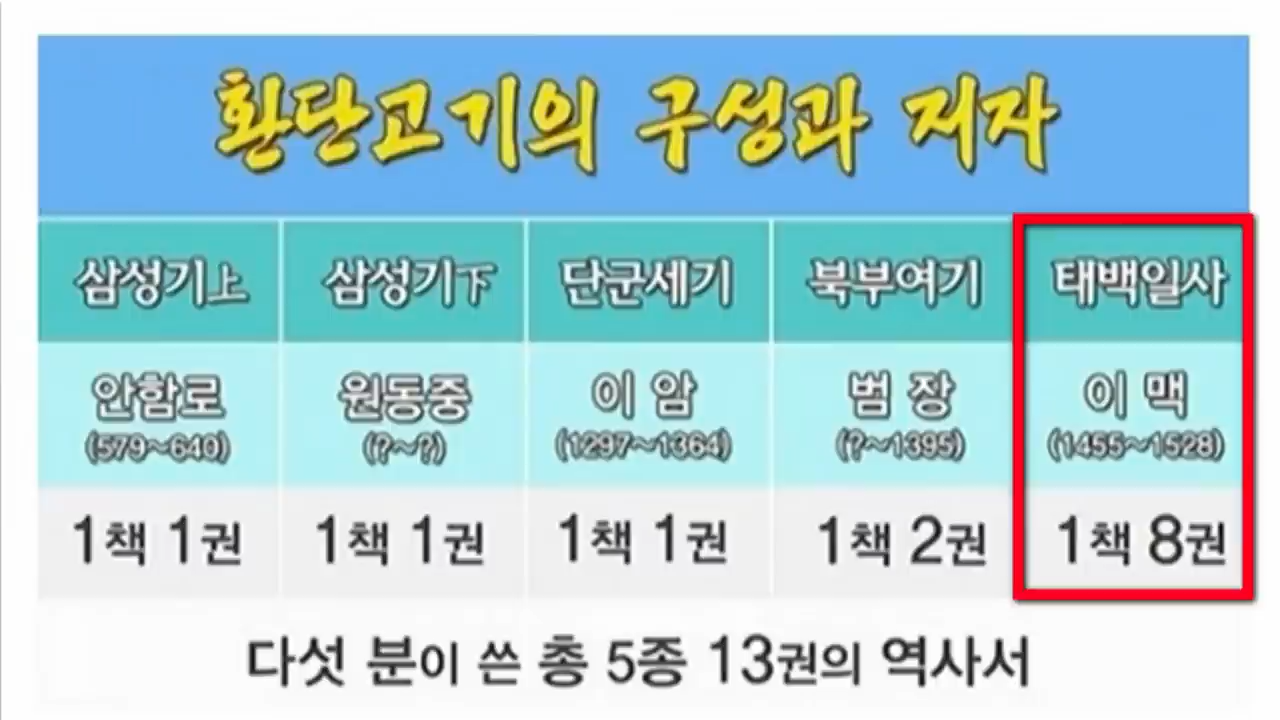 환단고기의 구성과 저자
삼성기上 삼성기下 단군세기 북부여기 태백일사
안함로 원동중 이 암 범 장 이 맥
(579~640) (?~?) (1297~1364) (?~1395) (1455~1528)
1책 1권 1책 1권 1책 1권 1책 2권 1책 8권
다섯 분이 쓴 총 5종 13권의 역사서